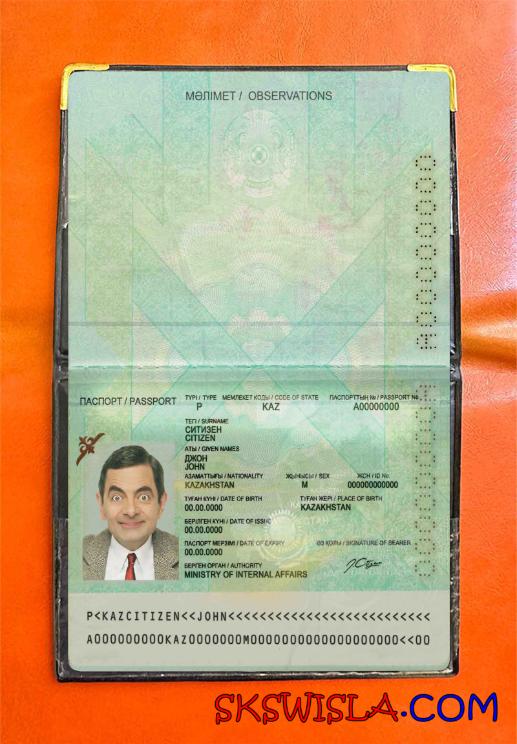 МӘЛІМЕТ / OBSERVATIONS
A00000000
ПАСПОРТ / PASSPORT
ТҮРІ / TYPE МЕМЛЕКЕТ КОДЫ / CODE OF STATE ПАСПОРТТЫҢ № / PASSPORT №
P KAZ A00000000
ТЕГІ / SURNAME
СИТИЗЕН
CITIZEN
АТЫ / GIVEN NAMES
ДЖОН
JOHN
АЗАМАТТЫҒЫ / NATIONALITY ЖЫНЫСЫ / SEX ЖСН / ID No.
KAZAKHSTAN M 000000000000
ТУҒАН КҮНІ / DATE OF BIRTH ТУҒАН ЖЕРІ / PLACE OF BIRTH
00.00.0000 KAZAKHSTAN
БЕРІЛГЕН КҮНІ / DATE OF ISSUE
00.00.0000
ПАСПОРТ МЕРЗІМІ / DATE OF EXPIRY ӨЗ ҚОЛЫ / SIGNATURE OF BEARER
00.00.0000
БЕРГЕН ОРГАН / AUTHORITY
MINISTRY OF INTERNAL AFFAIRS
P<KAZCITIZEN<<JOHN<<<<<<<<<<<<<<<<<<<<<<<<<<
A000000000KAZ0000000M000000000000000000000<<00
SKSWISLA.COM